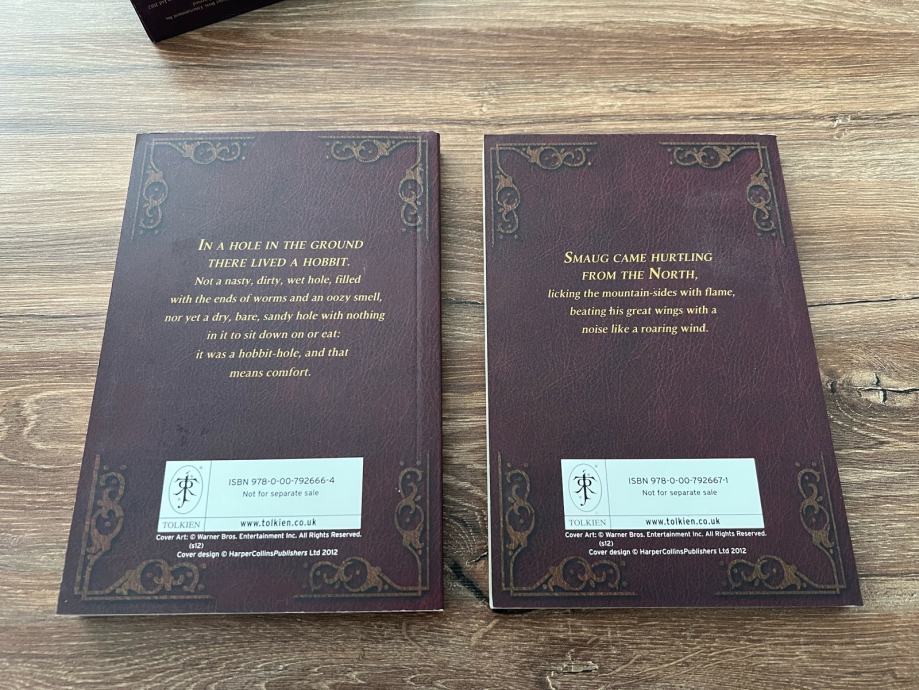 IN A HOLE IN THE GROUND
THERE LIVED A HOBBIT.
Not a nasty, dirty, wet hole, filled
with the ends of worms and an oozy smell,
nor yet a dry, bare, sandy hole with nothing
in it to sit down on or eat:
it was a hobbit-hole, and that
means comfort.
ISBN 978-0-00-792666-4
Not for separate sale
TOLKIEN
www.tolkien.co.uk
Cover Art: © Warner Bros. Entertainment Inc. All Rights Reserved.
(s12)
Cover design © HarperCollinsPublishers Ltd 2012
SMAUG CAME HURTLING
FROM THE NORTH,
licking the mountain-sides with flame,
beating his great wings with a
noise like a roaring wind.
ISBN 978-0-00-792667-1
Not for separate sale
TOLKIEN
www.tolkien.co.uk
Cover Art: © Warner Bros. Entertainment Inc. All Rights Reserved.
(s12)
Cover design © HarperCollinsPublishers Ltd 2012